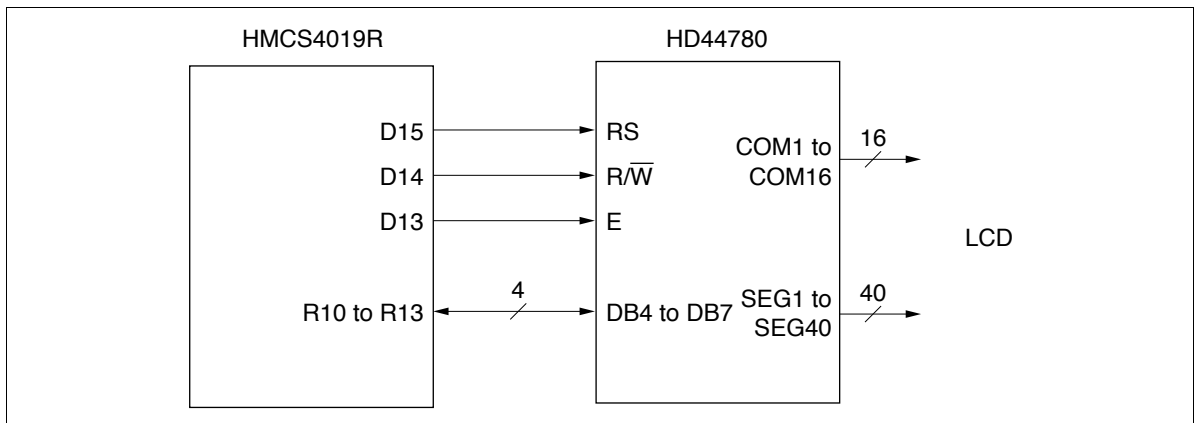 HMCS4019R
HD44780
D15
RS
D14
R/W̅
D13
E
R10 to R13
4
DB4 to DB7
COM1 to
COM16
16
SEG1 to
SEG40
40
LCD